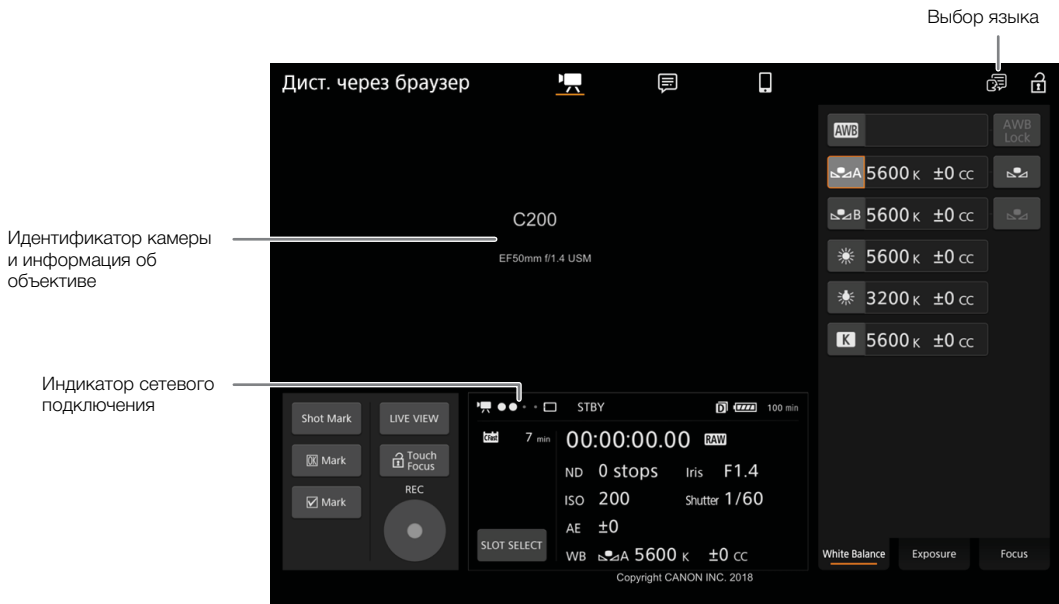 Выбор языка
Дист. через браузер
AWB
AWB
Lock
A 5600 K ±0 CC
B 5600 K ±0 CC
5600 K ±0 CC
3200 K ±0 CC
K 5600 K ±0 CC
C200
EF50mm f/1.4 USM
Идентификатор камеры
и информация об
объективе
Индикатор сетевого
подключения
Shot Mark
LIVE VIEW
OK Mark
Touch
Focus
Mark
REC
STBY
D
100 min
CFast
7 min
00:00:00.00 RAW
ND 0 stops Iris F1.4
ISO 200 Shutter 1/60
AE ±0
SLOT SELECT
WB A 5600 K ±0 CC
White Balance
Exposure
Focus
Copyright CANON INC. 2018